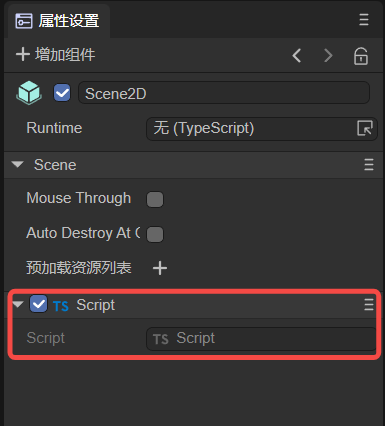 属性设置
增加组件
Scene2D
Runtime 无 (TypeScript)
Scene
Mouse Through
Auto Destroy At C
预加载资源列表
TS Script
Script TS Script